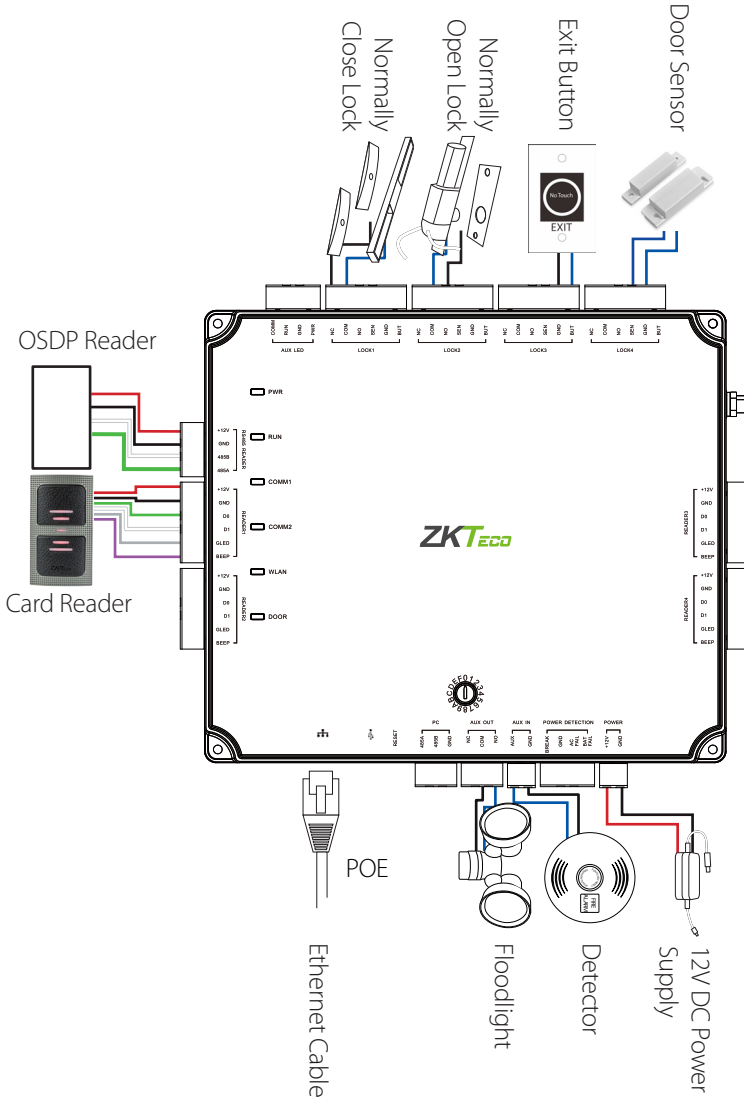 Normally
Close Lock
Normally
Open Lock
Exit Button
Door Sensor
No Touch
EXIT
COMM
RUN
GND
PWR
AUX LED
NC
COM
NO
SEN
GND
BUT
LOCK1
NC
COM
NO
SEN
GND
BUT
LOCK2
NC
COM
NO
SEN
GND
BUT
LOCK3
NC
COM
NO
SEN
GND
BUT
LOCK4
OSDP Reader
+12V
GND
485B
485A
RS485 READER
+12V
GND
D0
D1
GLED
BEEP
READER1
Card Reader
+12V
GND
D0
D1
GLED
BEEP
READER2
PWR
RUN
COMM1
COMM2
WLAN
DOOR
ZKTeco
READER3
+12V
GND
D0
D1
GLED
BEEP
READER4
+12V
GND
D0
D1
GLED
BEEP
0123456789ABCDEF
RESET
PC
485A
485B
GND
AUX OUT
NC
COM
NO
AUX IN
AUX
GND
POWER DETECTION
BREAK
GND
AC
FAIL
BAT
FAIL
POWER
+12V
GND
POE
FIRE
ALARM
Ethernet Cable
Floodlight
Detector
12V DC Power
Supply